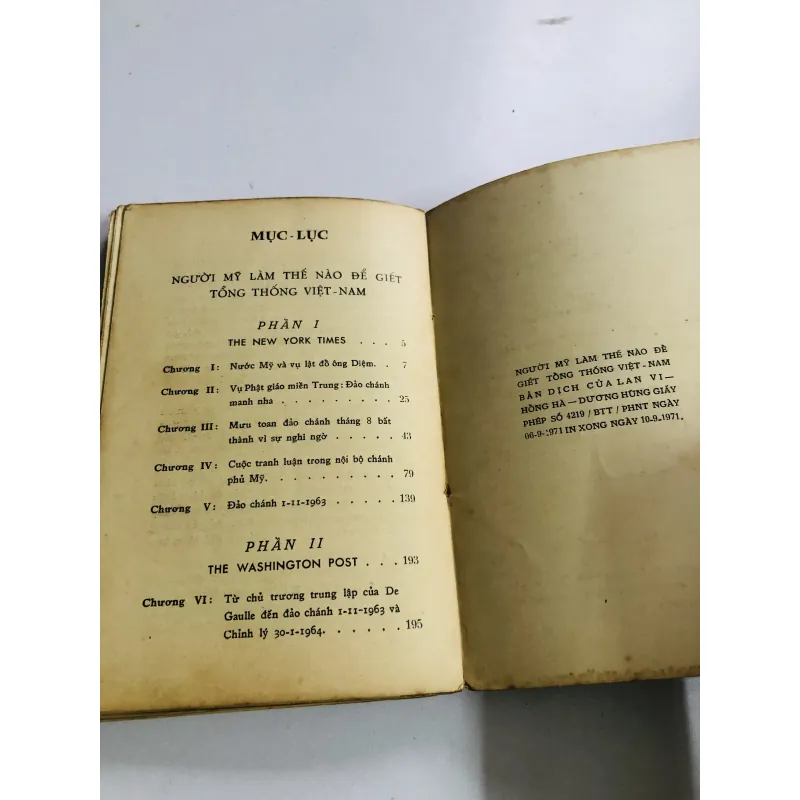 MỤC-LỤC
NGƯỜI MỸ LÀM THẾ NÀO ĐỂ GIẾT
TỔNG THỐNG VIỆT-NAM
PHẦN I
THE NEW YORK TIMES . . . 5
Chương I: Nước Mỹ và vụ lật đổ ông Diệm. . 7
Chương II: Vụ Phật giáo miền Trung: Đảo chánh
manh nha . . . . . . . . . . 25
Chương III: Mưu toan đảo chánh tháng 8 bất
thành vì sự nghi ngờ . . . . . 43
Chương IV: Cuộc tranh luận trong nội bộ chánh
phủ Mỹ. . . . . . . . . . . 79
Chương V: Đảo chánh 1-11-1963 . . . . . 139
PHẦN II
THE WASHINGTON POST . . . 193
Chương VI: Từ chủ trương trung lập của De
Gaulle đến đảo chánh 1-11-1963 và
Chỉnh lý 30-1-1964. . . . . . 195
NGƯỜI MỸ LÀM THẾ NÀO ĐỂ
GIẾT TỔNG THỐNG VIỆT-NAM
BẢN DỊCH CỦA LAN VI-
HỒNG HÀ — DƯƠNG HÙNG GIẤY
PHÉP SỐ 4219 / BTT / PHNT NGÀY
06-9-1971 IN XONG NGÀY 10-9-1971.